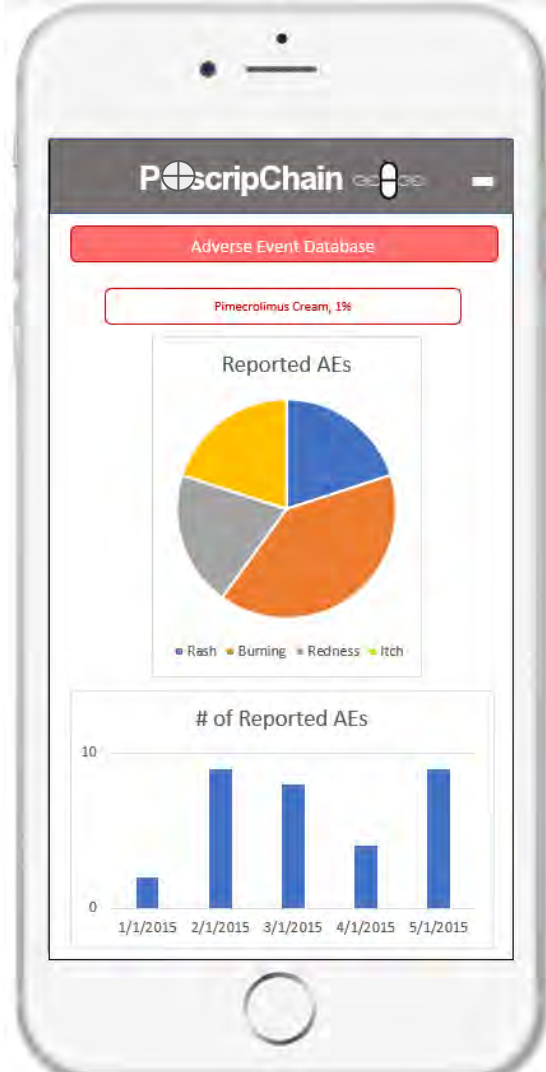 P⨁scripChain
Adverse Event Database
Pimecrolimus Cream, 1%
Reported AEs
Rash Burning Redness Itch
# of Reported AEs
10
0
1/1/2015 2/1/2015 3/1/2015 4/1/2015 5/1/2015